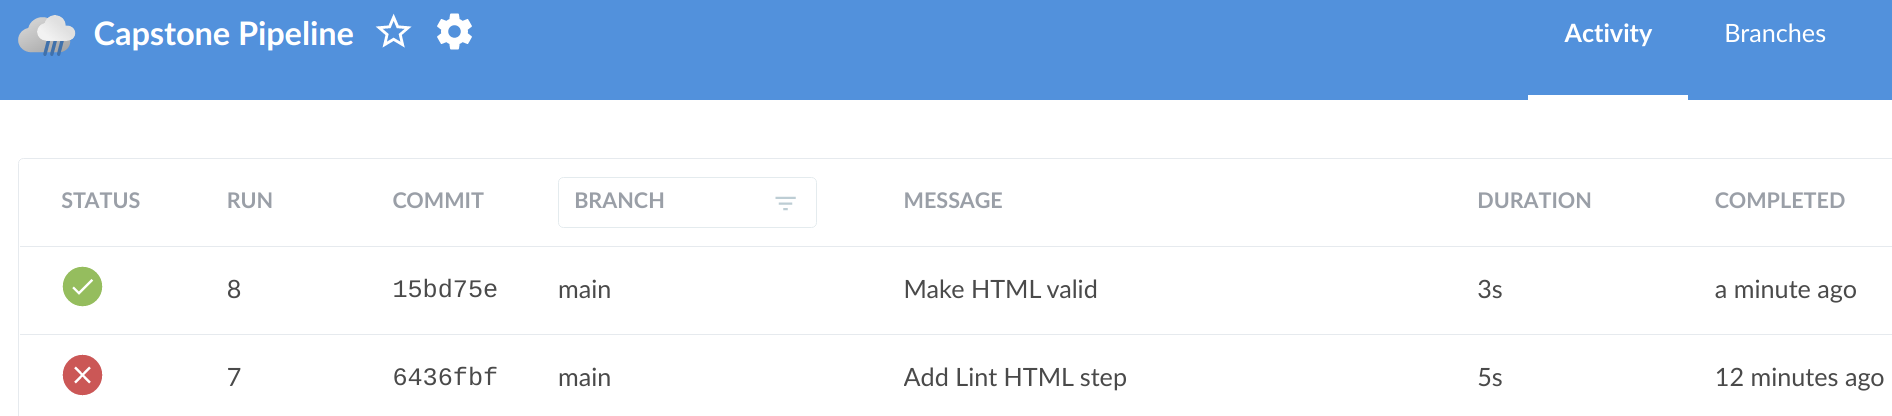 Capstone Pipeline Activity Branches
STATUS RUN COMMIT BRANCH MESSAGE DURATION COMPLETED
8 15bd75e main Make HTML valid 3s a minute ago
7 6436fbf main Add Lint HTML step 5s 12 minutes ago